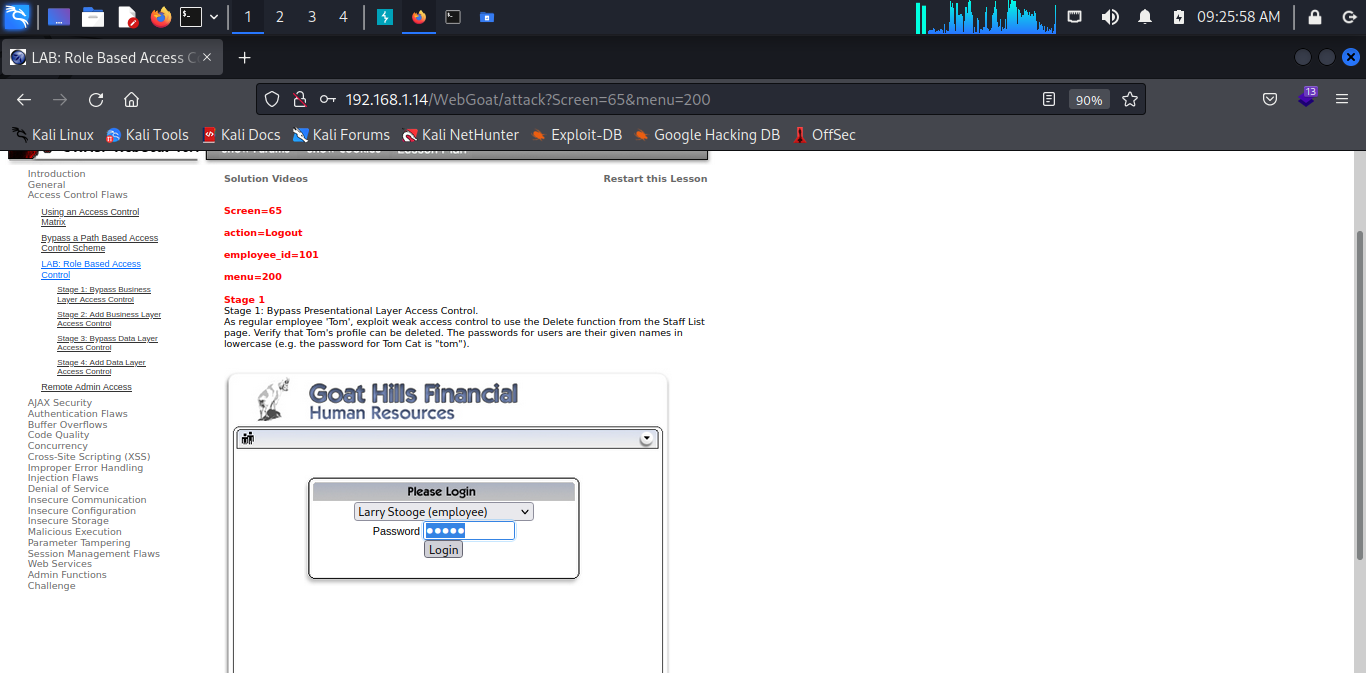 1
2
3
4
09:25:58 AM
LAB: Role Based Access C
192.168.1.14/WebGoat/attack?Screen=65&menu=200
90%
13
Kali Linux
Kali Tools
Kali Docs
Kali Forums
Kali NetHunter
Exploit-DB
Google Hacking DB
OffSec
Introduction
General
Access Control Flaws
Using an Access Control
Matrix
Bypass a Path Based Access
Control Scheme
LAB: Role Based Access
Control
Stage 1: Bypass Business
Layer Access Control
Stage 2: Add Business Layer
Access Control
Stage 3: Bypass Data Layer
Access Control
Stage 4: Add Data Layer
Access Control
Remote Admin Access
AJAX Security
Authentication Flaws
Buffer Overflows
Code Quality
Concurrency
Cross-Site Scripting (XSS)
Improper Error Handling
Injection Flaws
Denial of Service
Insecure Communication
Insecure Configuration
Insecure Storage
Malicious Execution
Parameter Tampering
Session Management Flaws
Web Services
Admin Functions
Challenge
Solution Videos
Restart this Lesson
Screen=65
action=Logout
employee_id=101
menu=200
Stage 1
Stage 1: Bypass Presentational Layer Access Control.
As regular employee 'Tom', exploit weak access control to use the Delete function from the Staff List
page. Verify that Tom's profile can be deleted. The passwords for users are their given names in
lowercase (e.g. the password for Tom Cat is "tom").
Goat Hills Financial
Human Resources
Please Login
Larry Stooge (employee)
Password
Login